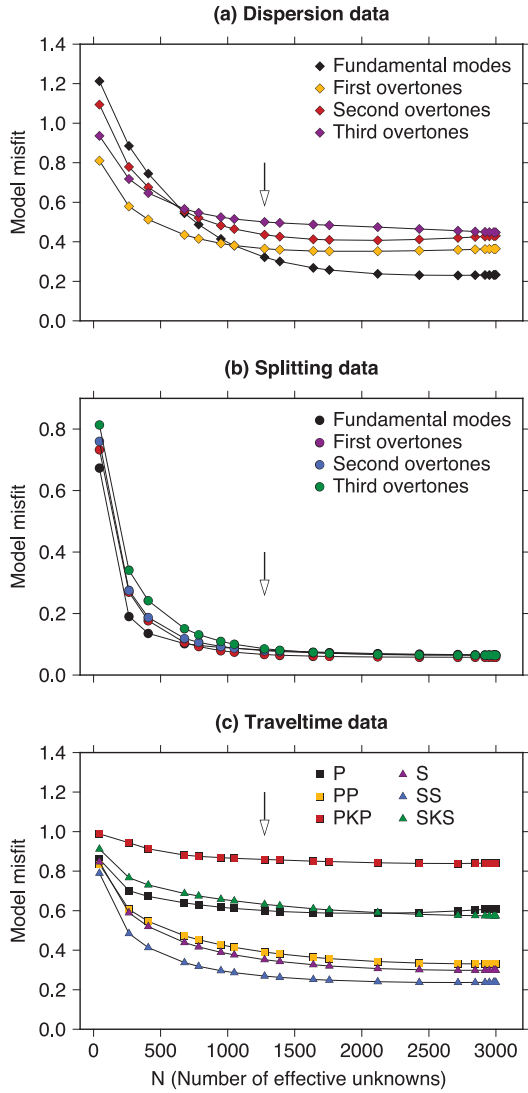 (a) Dispersion data
Model misfit
1.4
1.2
1.0
0.8
0.6
0.4
0.2
0.0
Fundamental modes
First overtones
Second overtones
Third overtones
(b) Splitting data
Model misfit
0.8
0.6
0.4
0.2
0.0
Fundamental modes
First overtones
Second overtones
Third overtones
(c) Traveltime data
Model misfit
1.4
1.2
1.0
0.8
0.6
0.4
0.2
0.0
P S
PP SS
PKP SKS
0 500 1000 1500 2000 2500 3000
N (Number of effective unknowns)